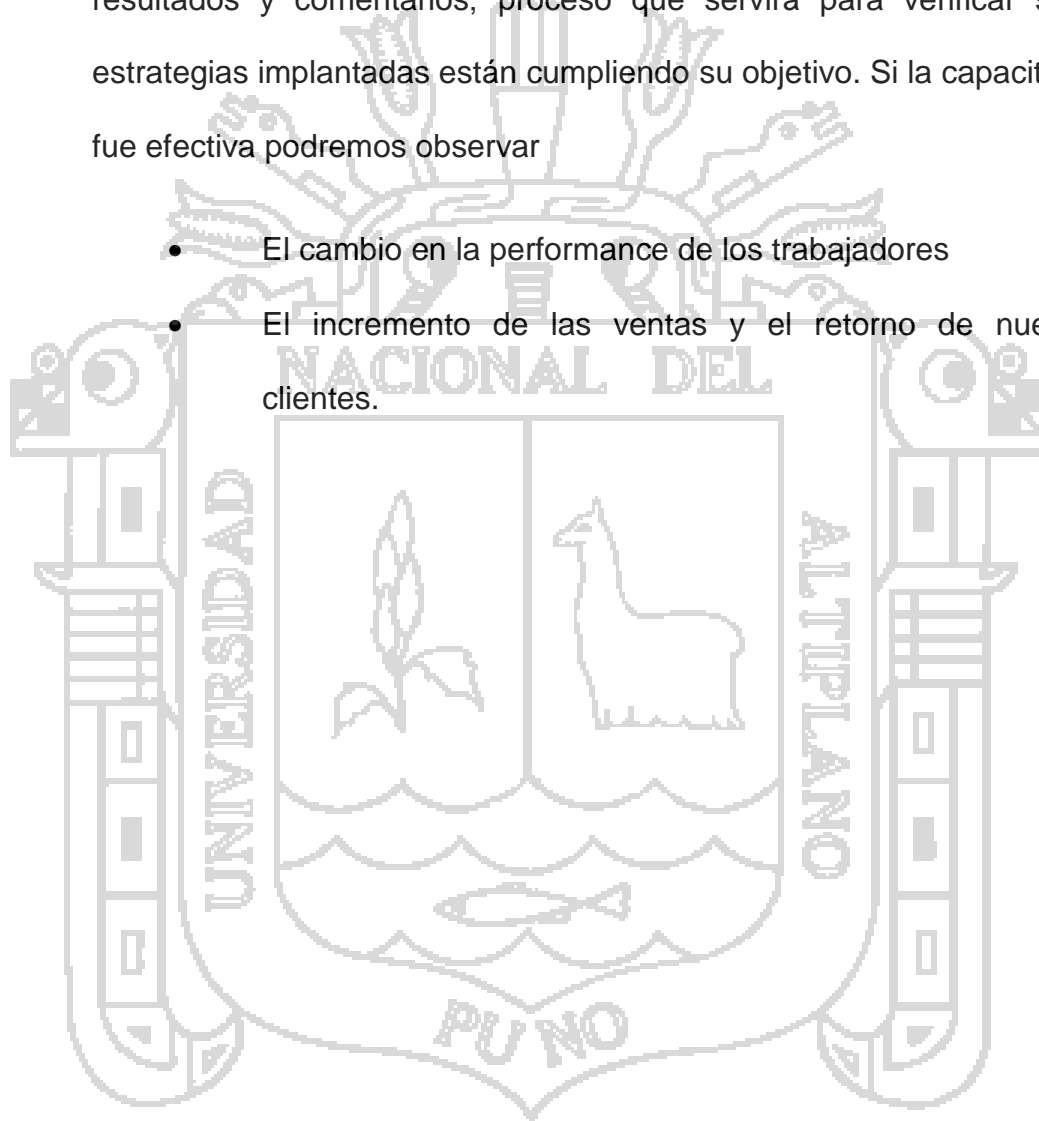 resultados y comentarios, proceso que servirá para verificar s
estrategias implantadas están cumpliendo su objetivo. Si la capacit
fue efectiva podremos observar
• El cambio en la performance de los trabajadores
• El incremento de las ventas y el retorno de nue
clientes.
NACIONAL DEL
UNIVERSIDAD
ALTIPLANO
PUNO